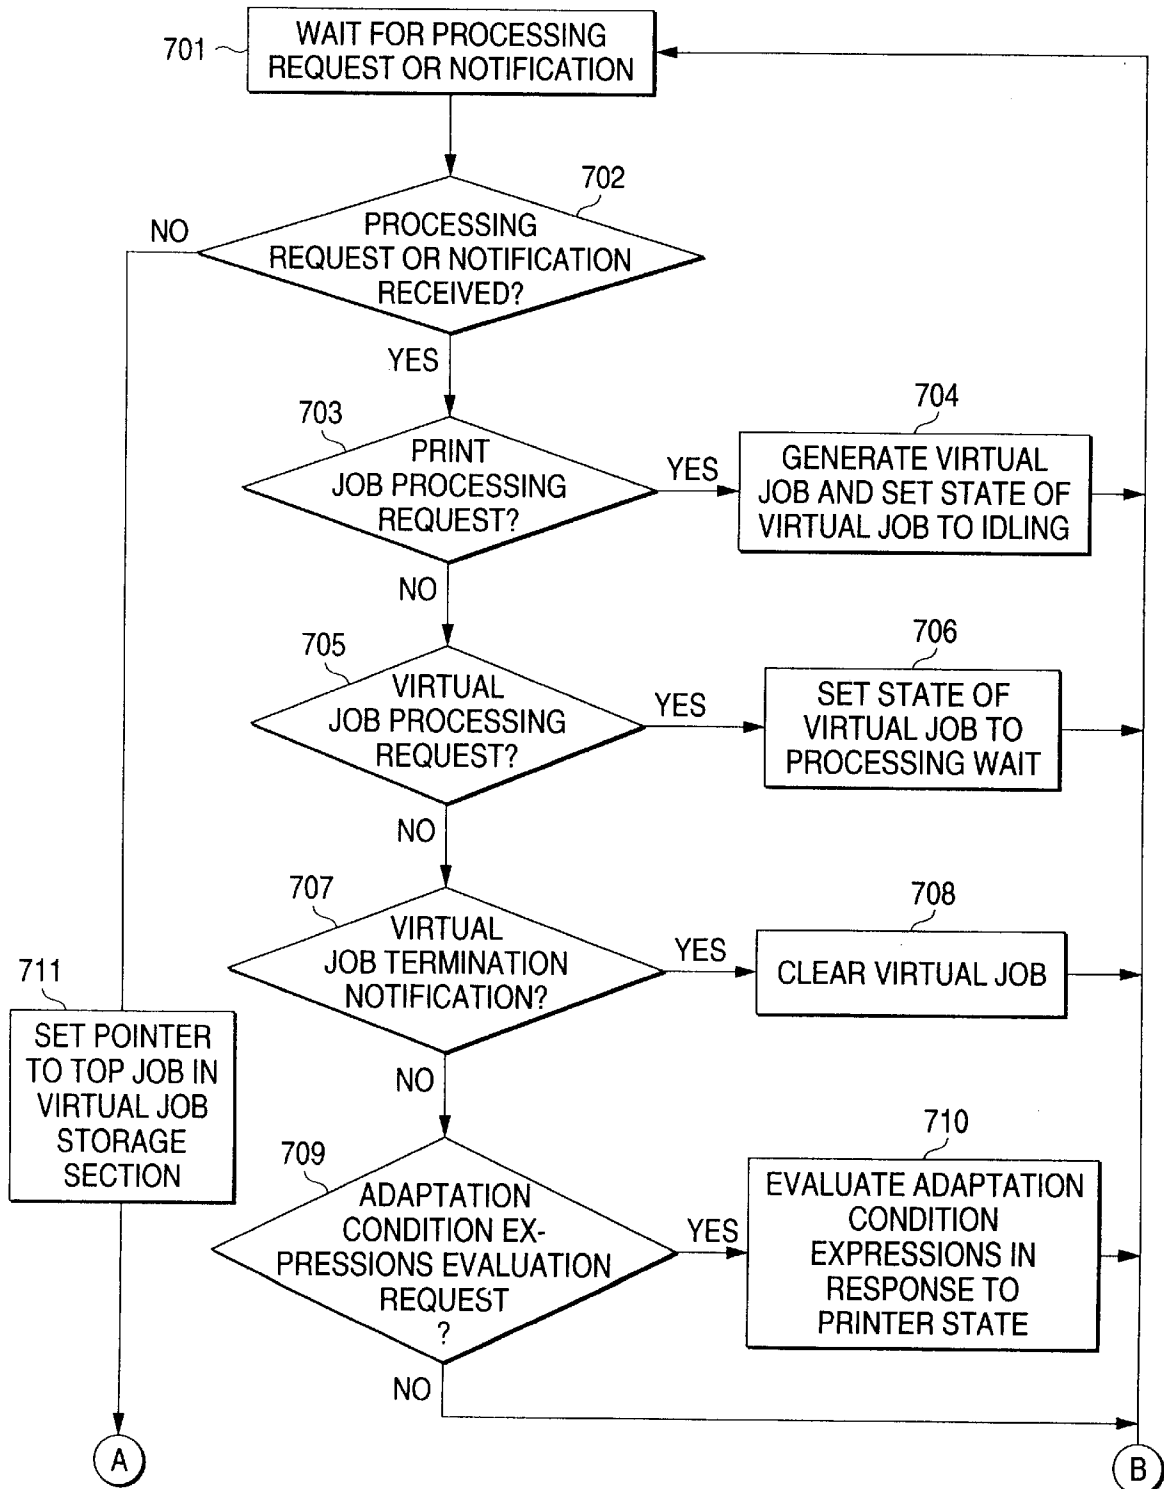 701
WAIT FOR PROCESSING
REQUEST OR NOTIFICATION
702
NO
PROCESSING
REQUEST OR NOTIFICATION
RECEIVED?
YES
703
PRINT
JOB PROCESSING
REQUEST?
YES
704
GENERATE VIRTUAL
JOB AND SET STATE OF
VIRTUAL JOB TO IDLING
NO
705
VIRTUAL
JOB PROCESSING
REQUEST?
YES
706
SET STATE OF
VIRTUAL JOB TO
PROCESSING WAIT
NO
707
VIRTUAL
JOB TERMINATION
NOTIFICATION?
YES
708
CLEAR VIRTUAL JOB
711
SET POINTER
TO TOP JOB IN
VIRTUAL JOB
STORAGE
SECTION
NO
709
ADAPTATION
CONDITION EX-
PRESSIONS EVALUATION
REQUEST
?
YES
710
EVALUATE ADAPTATION
CONDITION
EXPRESSIONS IN
RESPONSE TO
PRINTER STATE
NO
A
B